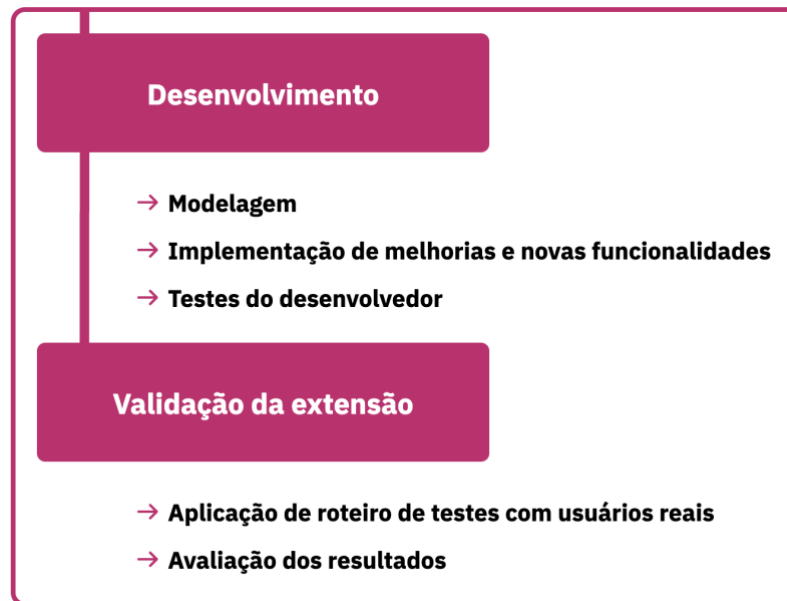 Desenvolvimento
→ Modelagem
→ Implementação de melhorias e novas funcionalidades
→ Testes do desenvolvedor
Validação da extensão
→ Aplicação de roteiro de testes com usuários reais
→ Avaliação dos resultados